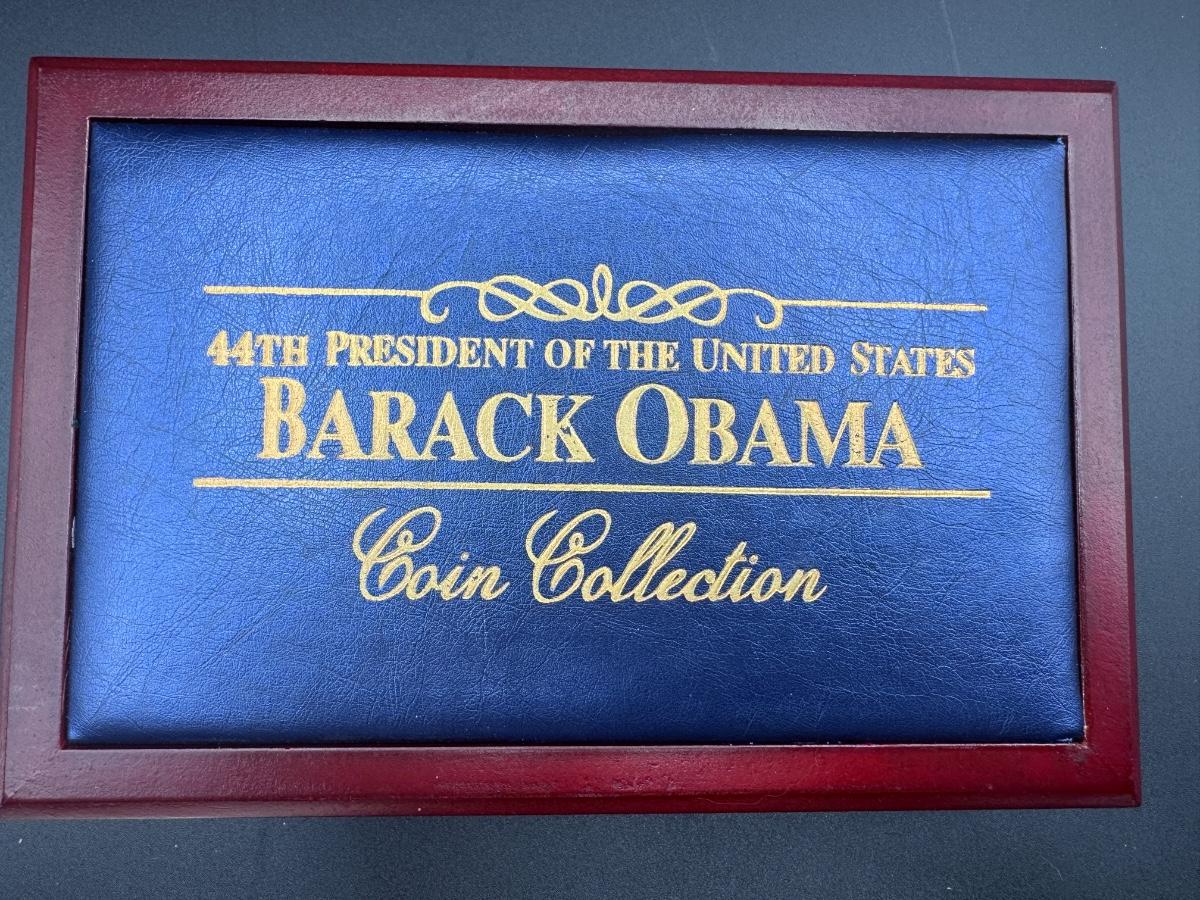 44TH PRESIDENT OF THE UNITED STATES
BARACK OBAMA
Coin Collection